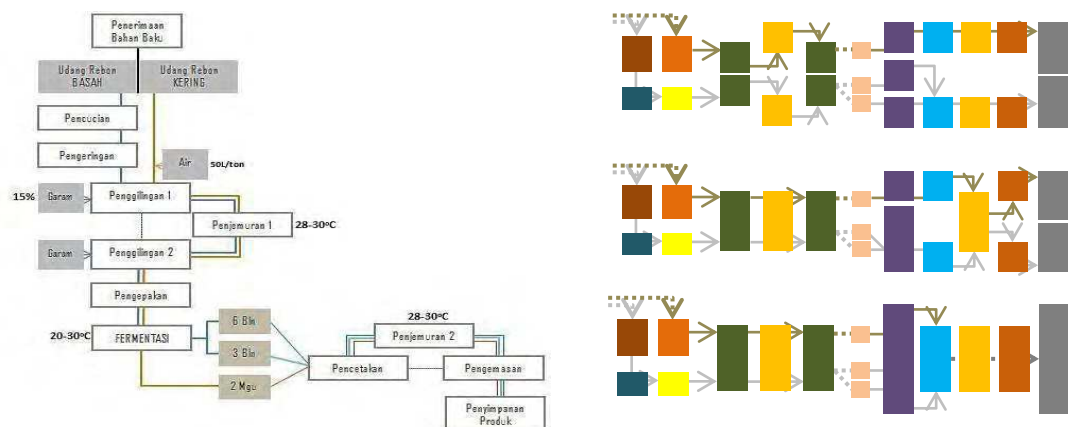 Penerimaan
Bahan Baku
Udang Rebon
BASAH
Udang Rebon
KERING
Pencucian
Pengeringan
Air
50L/ton
15%
Garam
Penggilingan 1
Penjemuran 1
28-30°C
Garam
Penggilingan 2
Pengepakan
20-30°C
FERMENTASI
6 Bln
3 Bln
2 Mgu
28-30°C
Penjemuran 2
Pencetakan
Pengemasan
Penyimpanan
Produk